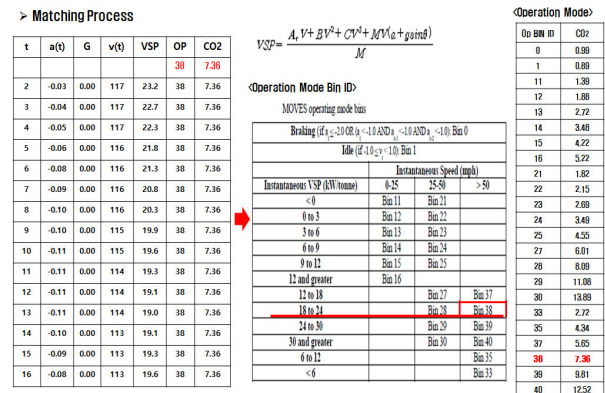 ➢ Matching Process
t a(t) G v(t) VSP OP CO2
38 7.36
2 -0.03 0.00 117 23.2 38 7.36
3 -0.04 0.00 117 22.7 38 7.36
4 -0.05 0.00 117 22.3 38 7.36
5 -0.06 0.00 116 21.8 38 7.36
6 -0.08 0.00 116 21.3 38 7.36
7 -0.09 0.00 116 20.8 38 7.36
8 -0.10 0.00 116 20.3 38 7.36
9 -0.10 0.00 115 19.9 38 7.36
10 -0.11 0.00 115 19.6 38 7.36
11 -0.11 0.00 114 19.3 38 7.36
12 -0.11 0.00 114 19.1 38 7.36
13 -0.11 0.00 114 19.0 38 7.36
14 -0.10 0.00 113 19.1 38 7.36
15 -0.09 0.00 113 19.3 38 7.36
16 -0.08 0.00 113 19.6 38 7.36
VSP = A, V + BV² + CV³ + MV(a + gsinθ) / M
<Operation Mode Bin ID>
MOVES operating mode bins
Idle (if -1.0 ≤ v < 1.0): Bin 1
Instantaneous Speed (mph)
Instantaneous VSP (kW/tonne) 0-25 25-50 > 50
< 0 Bin 11 Bin 21
0 to 3 Bin 12 Bin 22
3 to 6 Bin 13 Bin 23
6 to 9 Bin 14 Bin 24
9 to 12 Bin 15 Bin 25
12 and greater Bin 16
12 to 18 Bin 27 Bin 37
18 to 24 Bin 28 Bin 38
24 to 30 Bin 29 Bin 39
30 and greater Bin 30 Bin 40
6 to 12 Bin 35
< 6 Bin 33
<Operation Mode>
Op BIN ID CO2
0 0.99
1 0.89
11 1.39
12 1.88
13 2.72
14 3.48
15 4.22
16 5.22
21 1.82
22 2.15
23 2.69
24 3.49
25 4.55
27 6.01
28 8.09
29 11.08
30 13.89
33 2.72
35 4.34
37 5.65
38 7.36
39 9.81
40 12.52